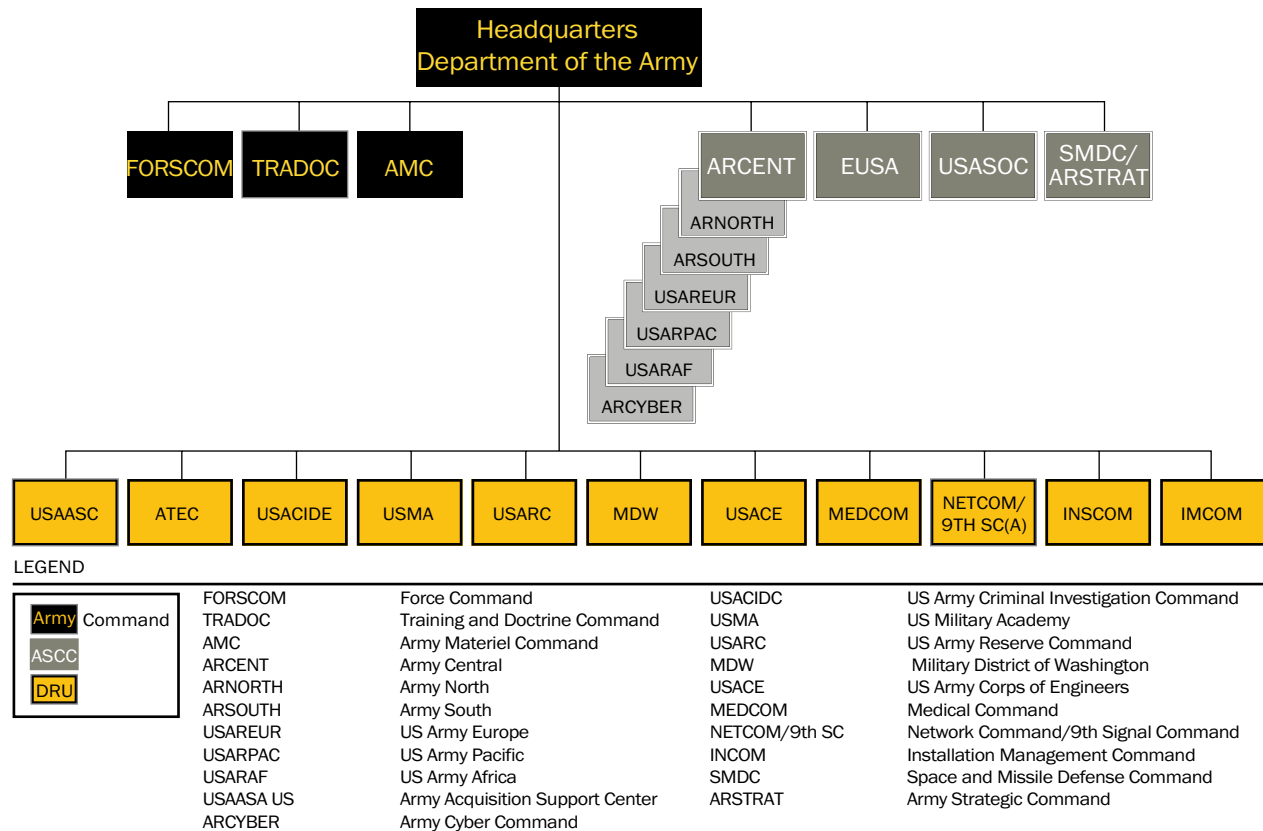 Headquarters
Department of the Army
FORSCOM
TRADOC
AMC
ARCENT
EUSA
USASOC
SMDC/
ARSTRAT
ARNORTH
ARSOUTH
USAREUR
USARPAC
USARAF
ARCYBER
USAASC
ATEC
USACIDE
USMA
USARC
MDW
USACE
MEDCOM
NETCOM/
9TH SC(A)
INSCOM
IMCOM
LEGEND
Army Command
ASCC
DRU
FORSCOM Force Command
TRADOC Training and Doctrine Command
AMC Army Materiel Command
ARCENT Army Central
ARNORTH Army North
ARSOUTH Army South
USAREUR US Army Europe
USARPAC US Army Pacific
USARAF US Army Africa
USAASA US Army Acquisition Support Center
ARCYBER Army Cyber Command
USACIDC US Army Criminal Investigation Command
USMA US Military Academy
USARC US Army Reserve Command
MDW Military District of Washington
USACE US Army Corps of Engineers
MEDCOM Medical Command
NETCOM/9th SC Network Command/9th Signal Command
INCOM Installation Management Command
SMDC Space and Missile Defense Command
ARSTRAT Army Strategic Command